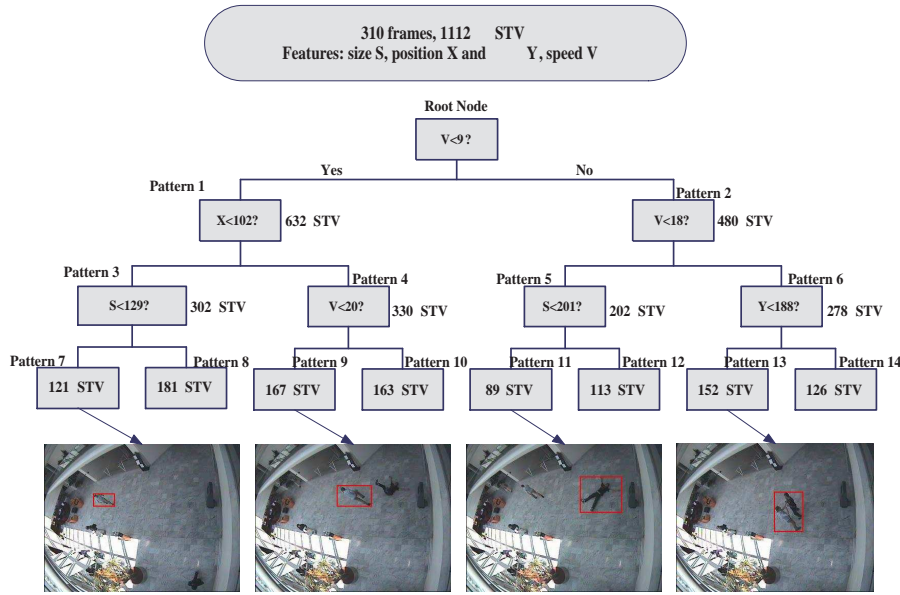 310 frames, 1112 STV
Features: size S, position X and Y, speed V
Root Node
V<9?
Yes No
Pattern 1 Pattern 2
X<102? 632 STV V<18? 480 STV
Pattern 3 Pattern 4 Pattern 5 Pattern 6
S<129? 302 STV V<20? 330 STV S<201? 202 STV Y<188? 278 STV
Pattern 7 Pattern 8 Pattern 9 Pattern 10 Pattern 11 Pattern 12 Pattern 13 Pattern 14
121 STV 181 STV 167 STV 163 STV 89 STV 113 STV 152 STV 126 STV